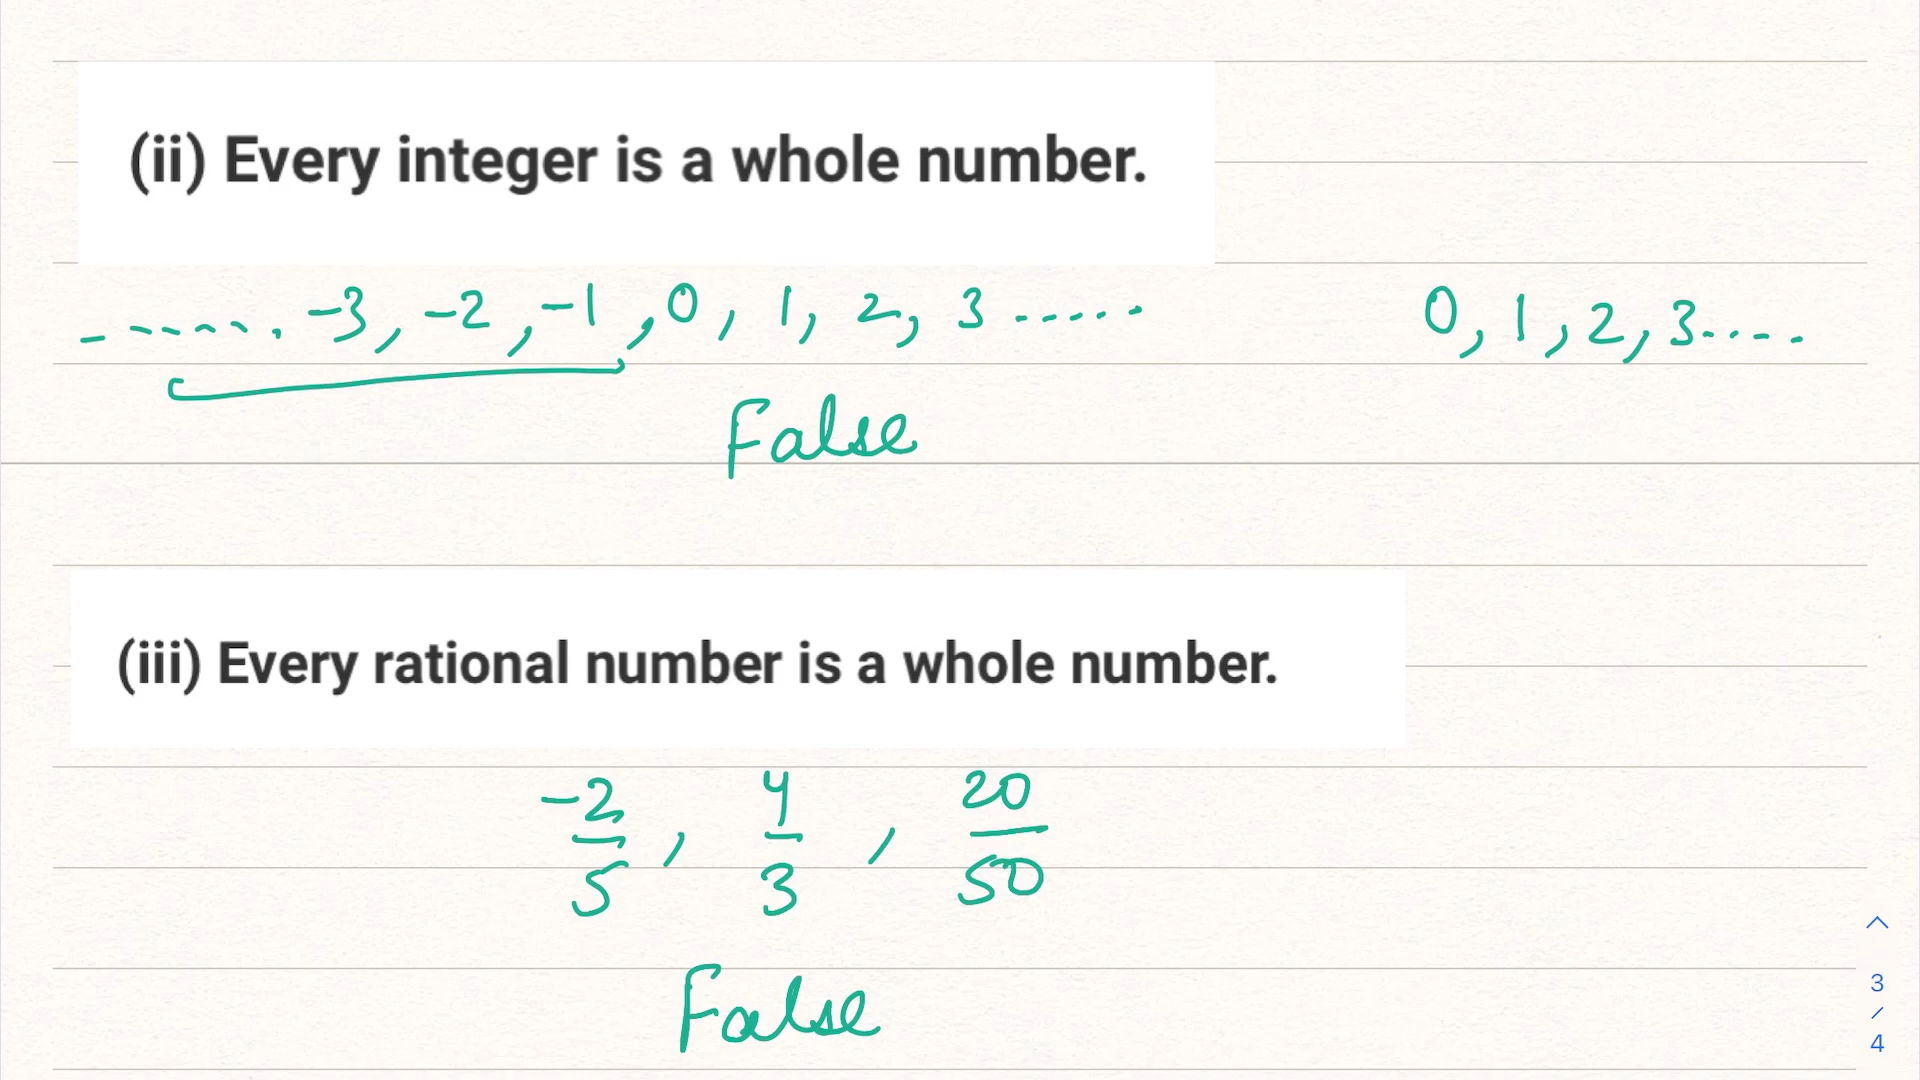 (ii) Every integer is a whole number.
------. -3, -2, -1, 0, 1, 2, 3 ..... 0, 1, 2, 3....
False
(iii) Every rational number is a whole number.
-2/5, 4/3, 20/50
False
3
/
4